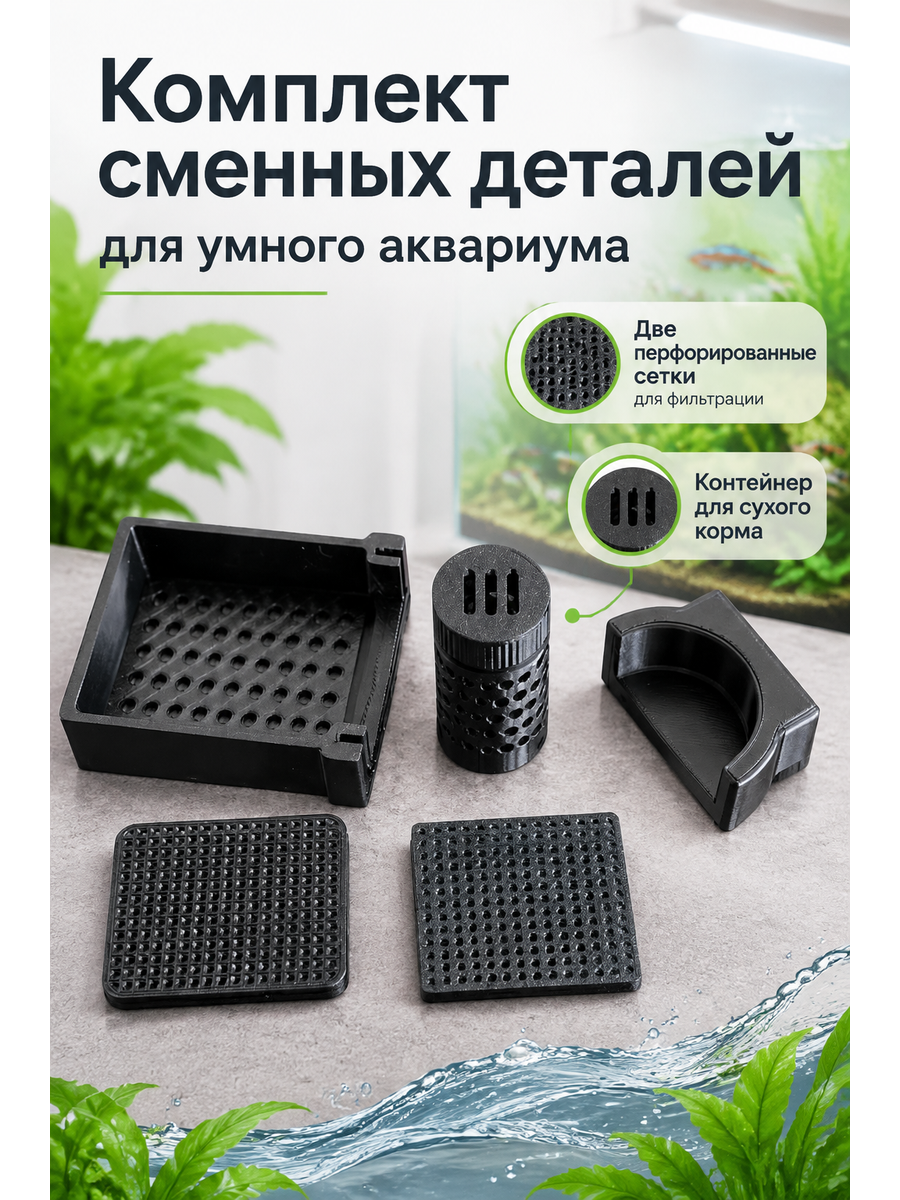 Комплект
сменных деталей
для умного аквариума
Две
перфорированные
сетки
для фильтрации
Контейнер
для сухого
корма